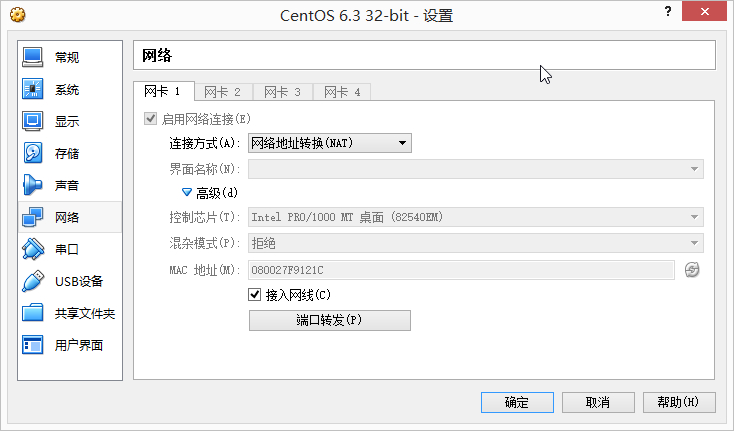 CentOS 6.3 32-bit - 设置
?
常规
系统
显示
存储
声音
网络
串口
USB设备
共享文件夹
用户界面
网络
网卡 1 网卡 2 网卡 3 网卡 4
启用网络连接(E)
连接方式(A): 网络地址转换(NAT)
界面名称(N):
高级(d)
控制芯片(T): Intel PRO/1000 MT 桌面 (82540EM)
混杂模式(P): 拒绝
MAC 地址(M): 080027F9121C
接入网线(C)
端口转发(P)
确定 取消 帮助(H)